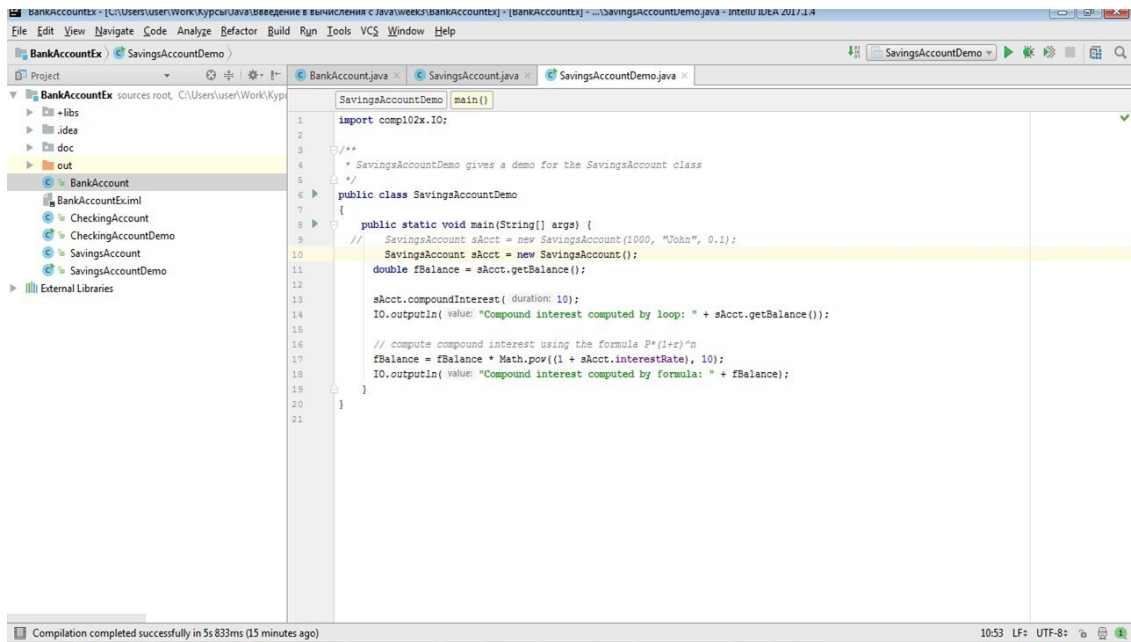 BankAccountEx - [C:\Users\user\Work\Курсы\Java\Введение в вычисления с Java\week3\BankAccountEx] - [BankAccountEx] - ...\SavingsAccountDemo.java - IntelliJ IDEA 2017.1.4
File Edit View Navigate Code Analyze Refactor Build Run Tools VCS Window Help
BankAccountEx SavingsAccountDemo
SavingsAccountDemo
Project
BankAccount.java SavingsAccount.java SavingsAccountDemo.java
BankAccountEx sources root, C:\Users\user\Work\Кур
+libs
.idea
doc
out
BankAccount
BankAccountEx.iml
CheckingAccount
CheckingAccountDemo
SavingsAccount
SavingsAccountDemo
External Libraries
SavingsAccountDemo main()
1 import comp102x.IO;
2
3 /**
4 * SavingsAccountDemo gives a demo for the SavingsAccount class
5 */
6 public class SavingsAccountDemo
7 {
8 public static void main(String[] args) {
9 // SavingsAccount sAcct = new SavingsAccount(1000, "John", 0.1);
10 SavingsAccount sAcct = new SavingsAccount();
11 double fBalance = sAcct.getBalance();
12
13 sAcct.compoundInterest( duration: 10);
14 IO.outputln( value: "Compound interest computed by loop: " + sAcct.getBalance());
15
16 // compute compound interest using the formula P*(1+r)^n
17 fBalance = fBalance * Math.pow((1 + sAcct.interestRate), 10);
18 IO.outputln( value: "Compound interest computed by formula: " + fBalance);
19 }
20 }
21
Compilation completed successfully in 5s 833ms (15 minutes ago)
10:53 LF÷ UTF-8÷ 1